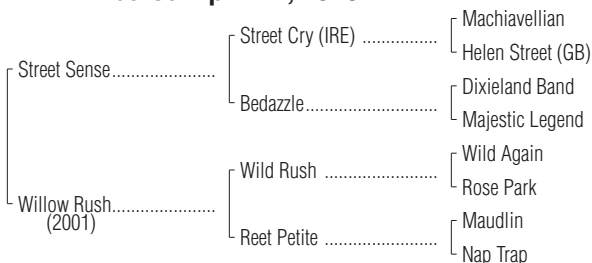 Machiavellian
Street Cry (IRE) ..................
Helen Street (GB)
Street Sense.........................
Dixieland Band
Bedazzle................................
Majestic Legend
Wild Again
Wild Rush ...........................
Rose Park
Willow Rush.........................
(2001)
Maudlin
Reet Petite ...........................
Nap Trap